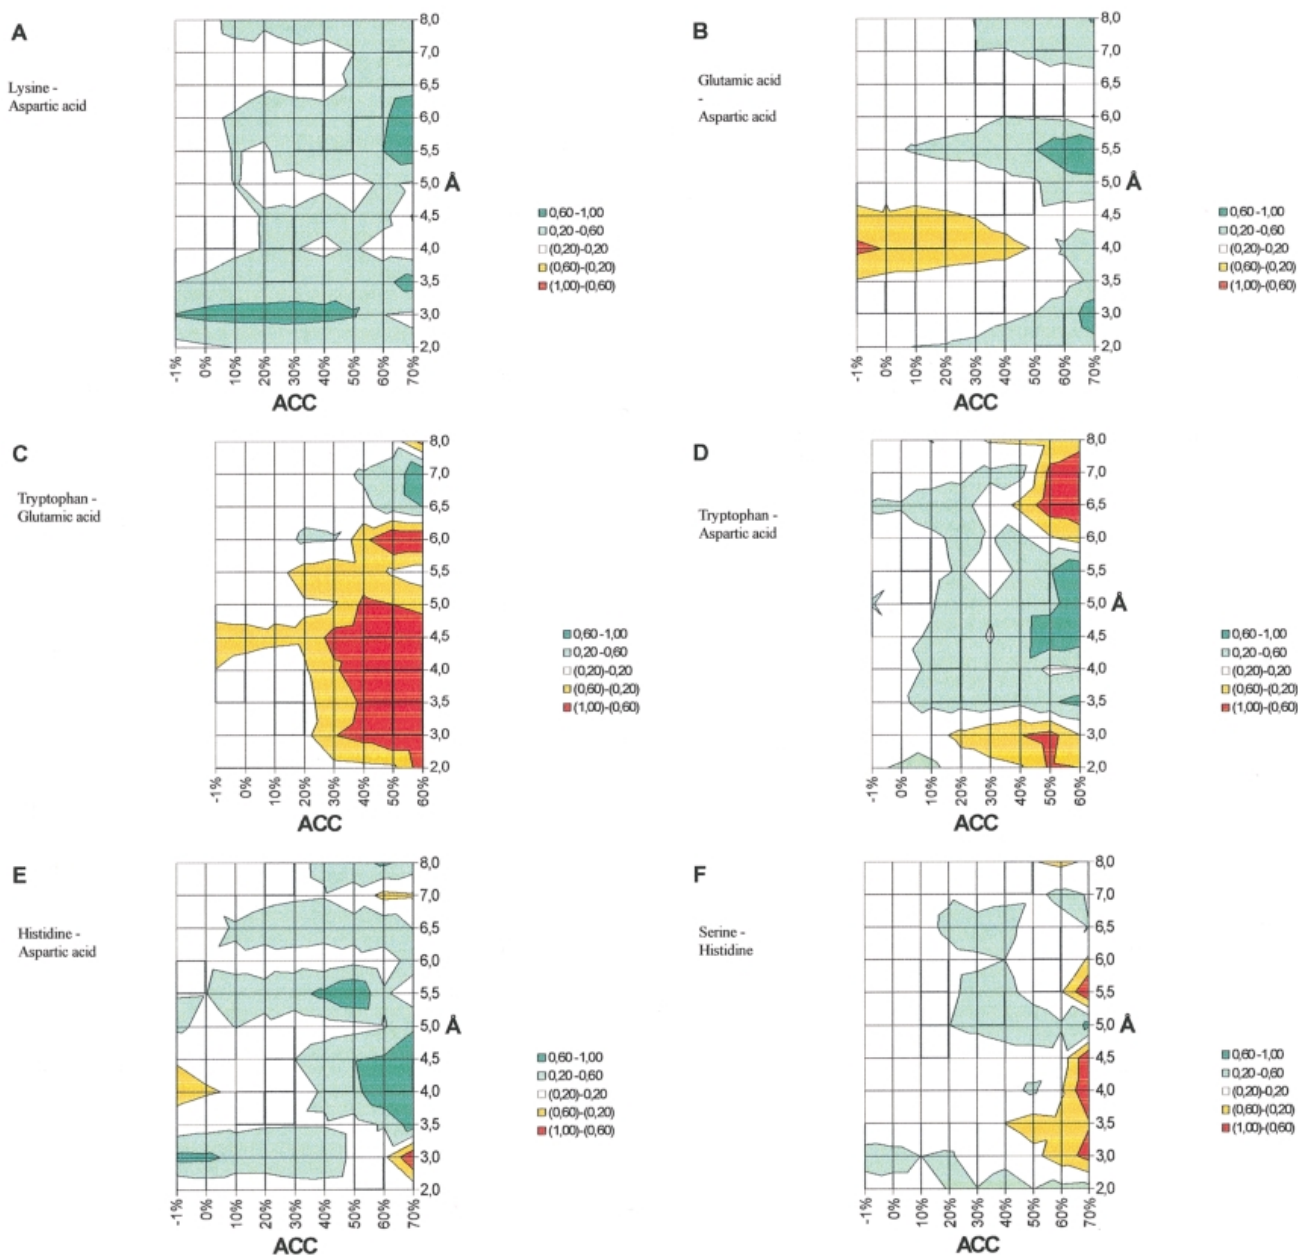 A
Lysine -
Aspartic acid
8,0
7,0
6,5
6,0
5,5
5,0
4,5
4,0
3,5
3,0
2,0
Å
-1% 0% 10% 20% 30% 40% 50% 60% 70%
ACC
0,60 -1,00
0,20 -0,60
(0,20)-0,20
(0,60)-(0,20)
(1,00)-(0,60)
B
Glutamic acid
-
Aspartic acid
8,0
7,0
6,5
6,0
5,5
5,0
4,5
4,0
3,5
3,0
2,0
Å
-1% 0% 10% 20% 30% 40% 50% 60% 70%
ACC
0,60 -1,00
0,20 -0,60
(0,20)-0,20
(0,60)-(0,20)
(1,00)-(0,60)
C
Tryptophan -
Glutamic acid
8,0
7,0
6,5
6,0
5,5
5,0
4,5
4,0
3,5
3,0
2,0
-1% 0% 10% 20% 30% 40% 50% 60%
ACC
0,60 -1,00
0,20 -0,60
(0,20)-0,20
(0,60)-(0,20)
(1,00)-(0,60)
D
Tryptophan -
Aspartic acid
8,0
7,0
6,5
6,0
5,5
5,0
4,5
4,0
3,5
3,0
2,0
Å
-1% 0% 10% 20% 30% 40% 50% 60%
ACC
0,60 -1,00
0,20 -0,60
(0,20)-0,20
(0,60)-(0,20)
(1,00)-(0,60)
E
Histidine -
Aspartic acid
8,0
7,0
6,5
6,0
5,5
5,0
4,5
4,0
3,5
3,0
2,0
Å
-1% 0% 10% 20% 30% 40% 50% 60% 70%
ACC
0,60 -1,00
0,20 -0,60
(0,20)-0,20
(0,60)-(0,20)
(1,00)-(0,60)
F
Serine -
Histidine
8,0
7,0
6,5
6,0
5,5
5,0
4,5
4,0
3,5
3,0
2,0
Å
-1% 0% 10% 20% 30% 40% 50% 60% 70%
ACC
0,60 -1,00
0,20 -0,60
(0,20)-0,20
(0,60)-(0,20)
(1,00)-(0,60)